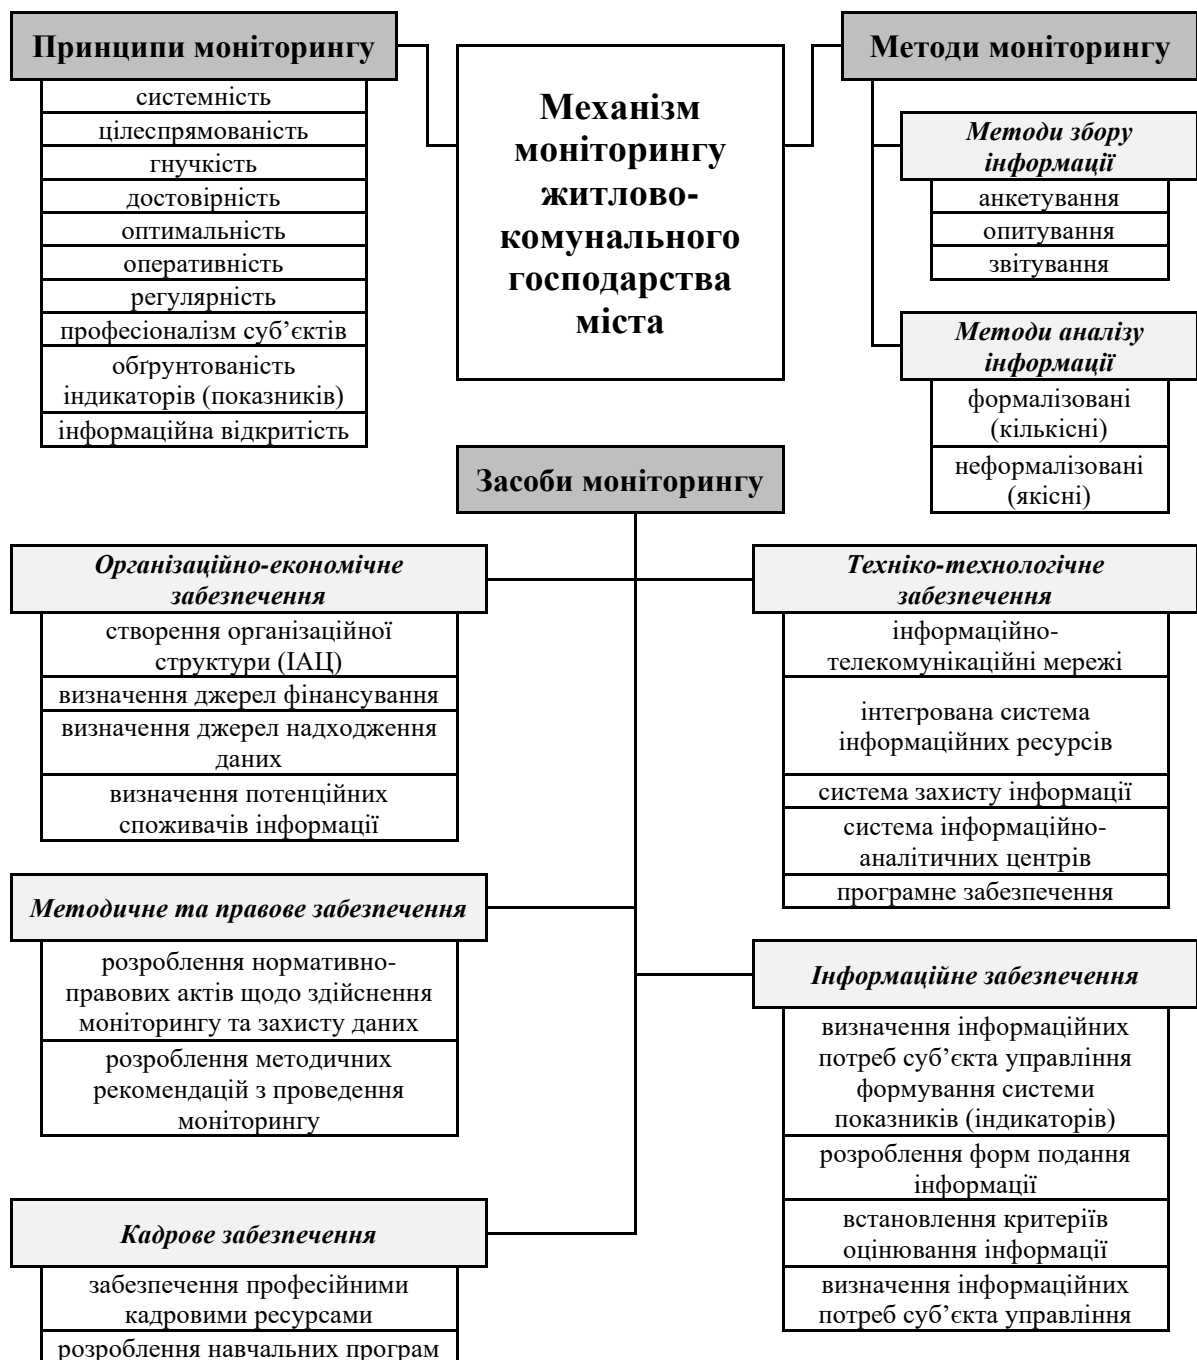 Принципи моніторингу
системність
цілеспрямованість
гнучкість
достовірність
оптимальність
оперативність
регулярність
професіоналізм суб’єктів
обґрунтованість
індикаторів (показників)
інформаційна відкритість
Механізм
моніторингу
житлово-
комунального
господарства
міста
Методи моніторингу
Методи збору
інформації
анкетування
опитування
звітування
Методи аналізу
інформації
формалізовані
(кількісні)
неформалізовані
(якісні)
Засоби моніторингу
Організаційно-економічне
забезпечення
створення організаційної
структури (ІАЦ)
визначення джерел фінансування
визначення джерел надходження
даних
визначення потенційних
споживачів інформації
Методичне та правове забезпечення
розроблення нормативно-
правових актів щодо здійснення
моніторингу та захисту даних
розроблення методичних
рекомендацій з проведення
моніторингу
Кадрове забезпечення
забезпечення професійними
кадровими ресурсами
розроблення навчальних програм
Техніко-технологічне
забезпечення
інформаційно-
телекомунікаційні мережі
інтегрована система
інформаційних ресурсів
система захисту інформації
система інформаційно-
аналітичних центрів
програмне забезпечення
Інформаційне забезпечення
визначення інформаційних
потреб суб’єкта управління
формування системи
показників (індикаторів)
розроблення форм подання
інформації
встановлення критеріїв
оцінювання інформації
визначення інформаційних
потреб суб’єкта управління